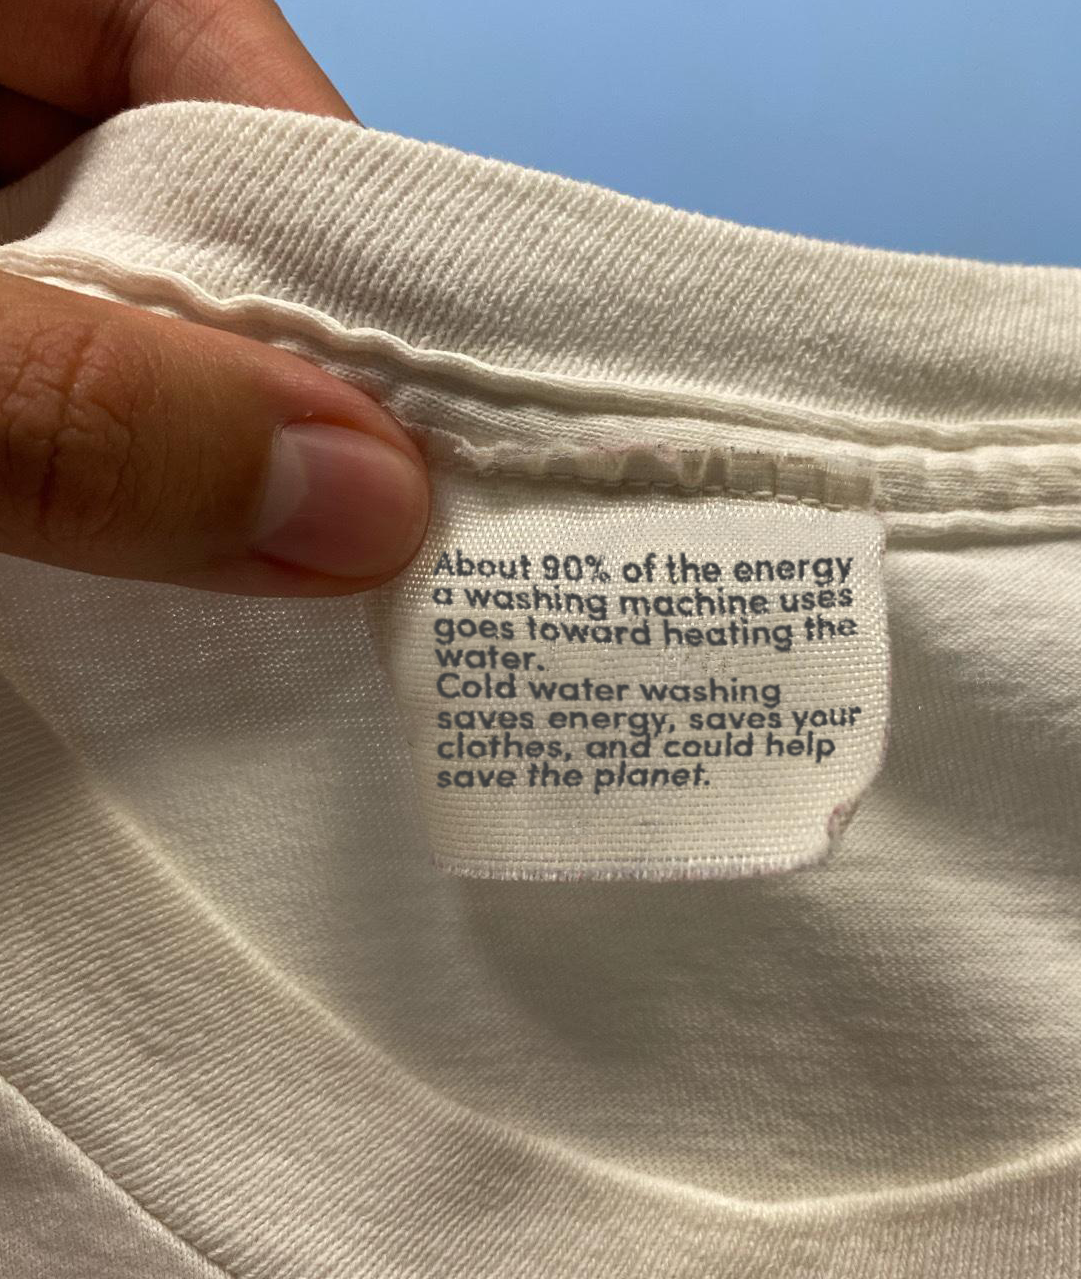 About 90% of the energy
a washing machine uses
goes toward heating the
water.
Cold water washing
saves energy, saves your
clothes, and could help
save the planet.